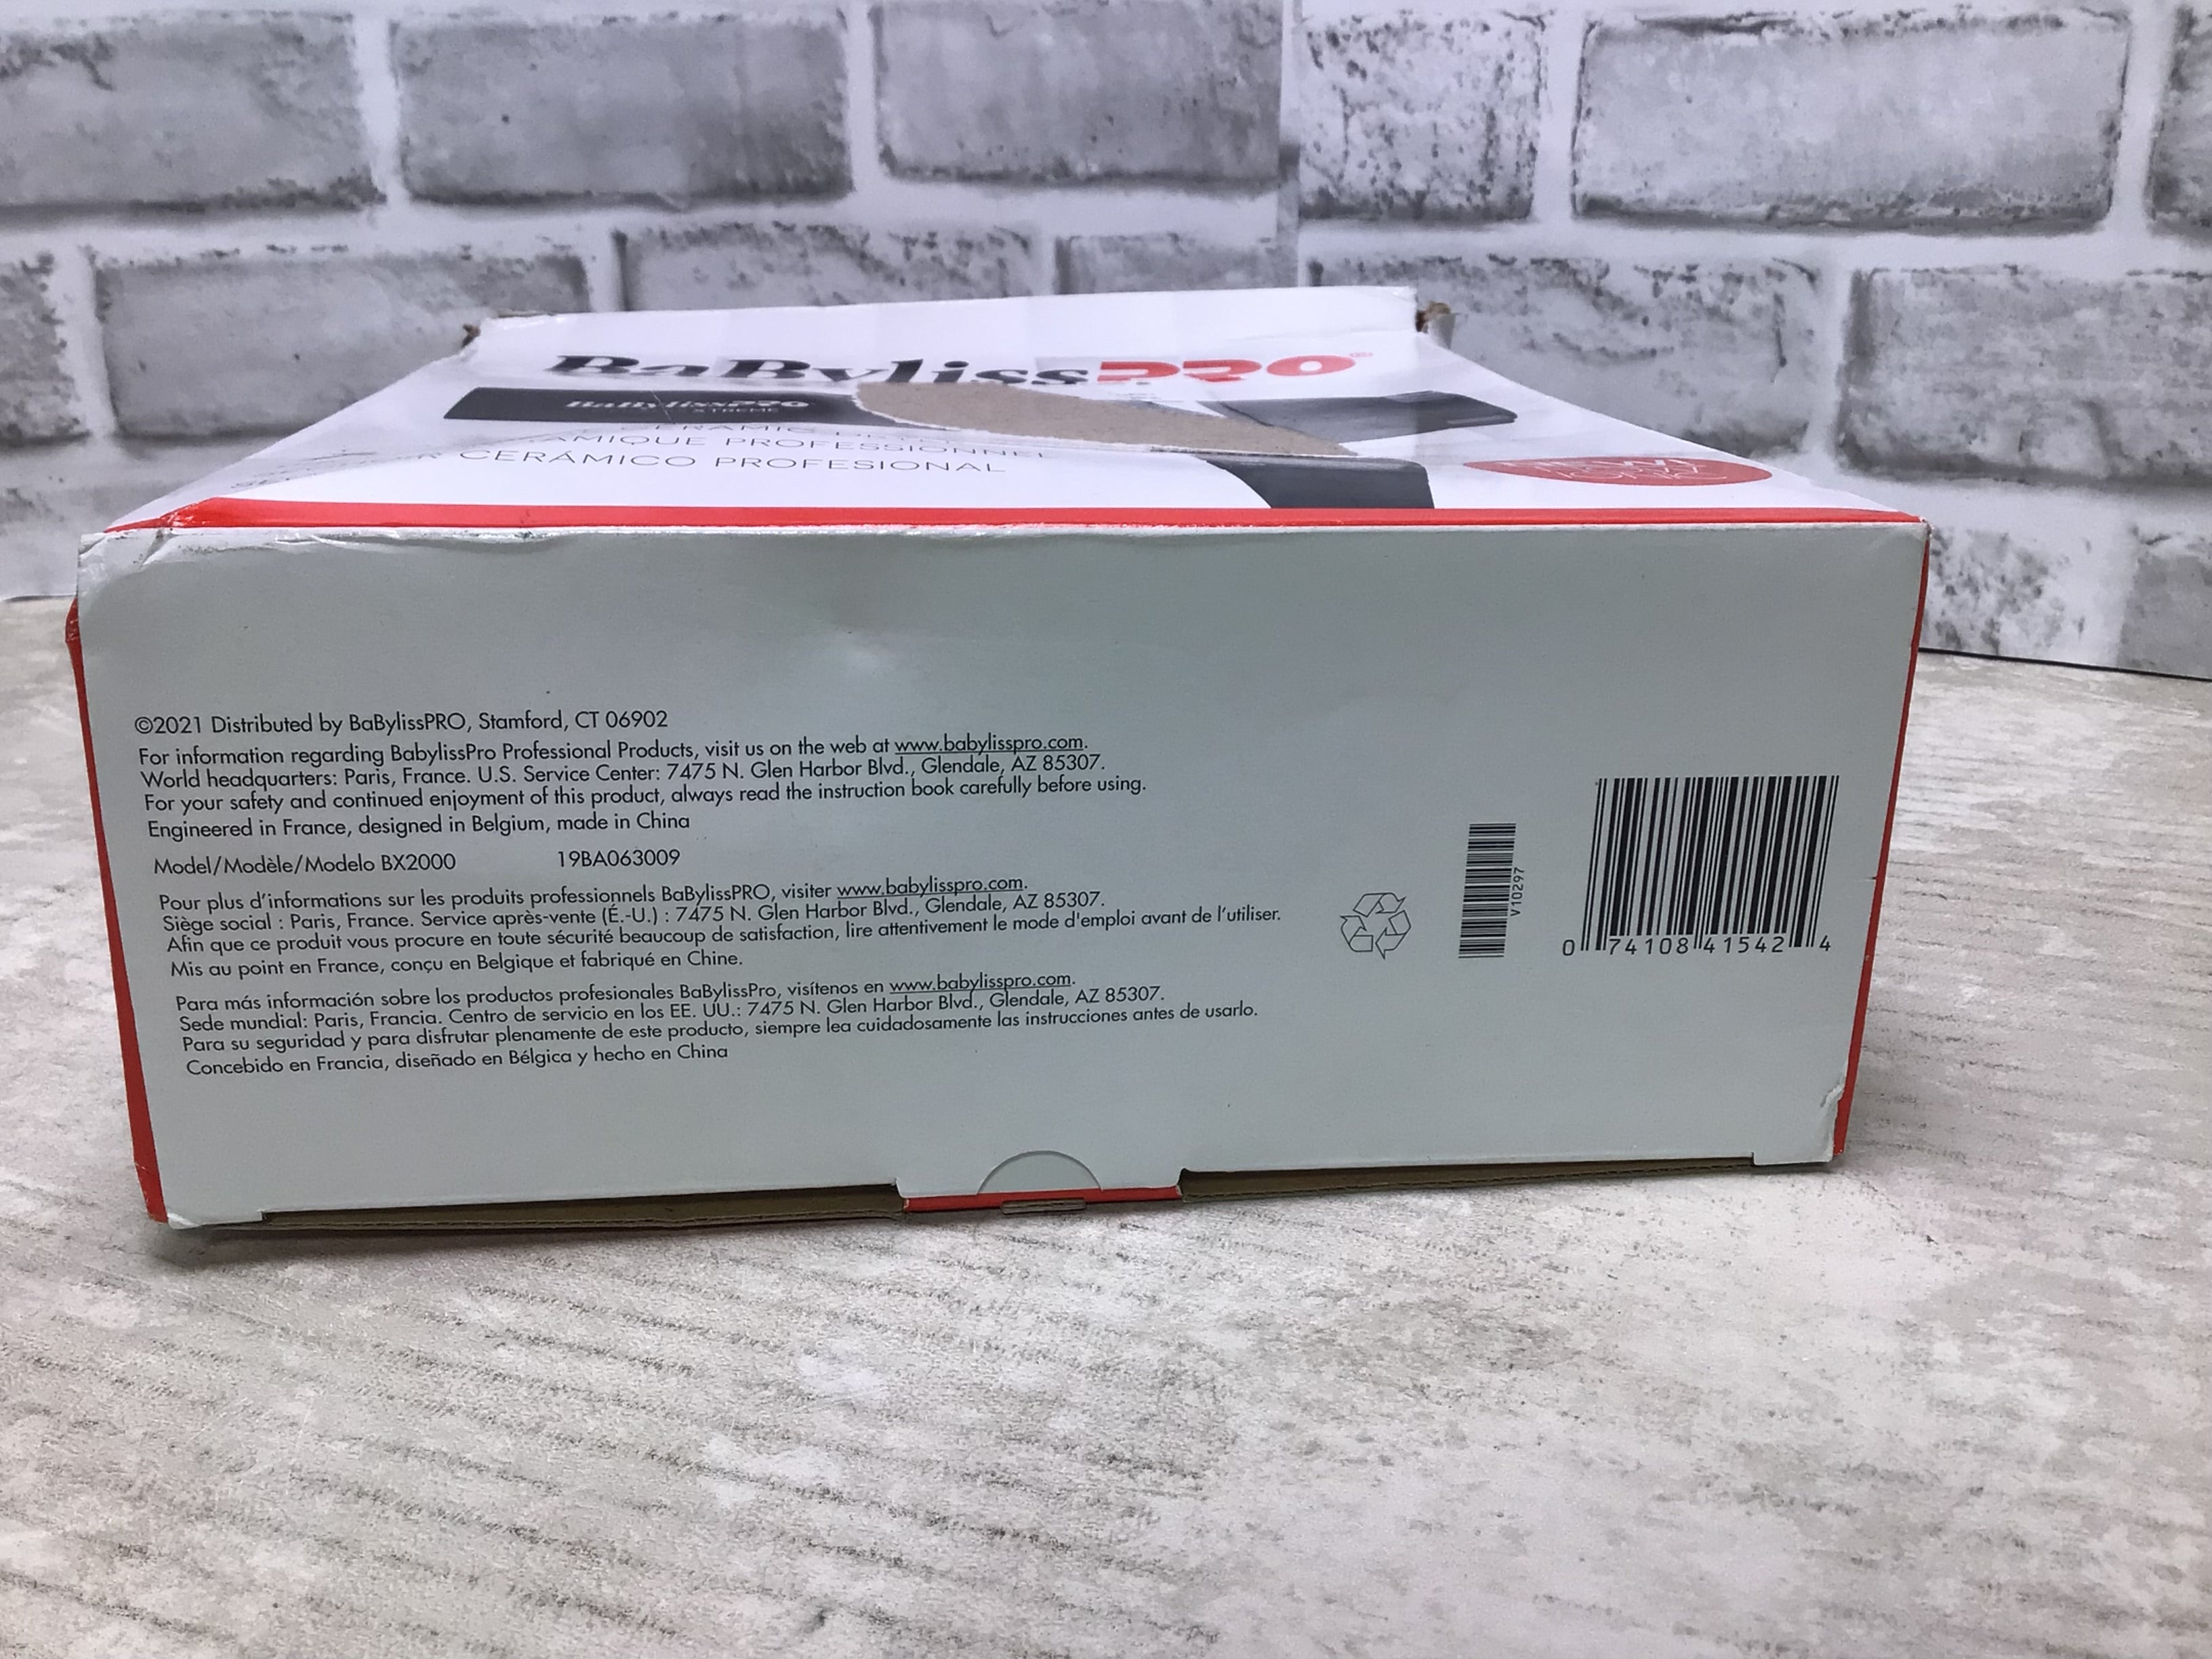 BaBylissPRO®
BaBylissPRO
XTREME
CERAMIC
PROFESSIONNEL
CERÁMICO PROFESIONAL
©2021 Distributed by BaBylissPRO, Stamford, CT 06902
For information regarding BabylissPro Professional Products, visit us on the web at www.babylisspro.com.
World headquarters: Paris, France. U.S. Service Center: 7475 N. Glen Harbor Blvd., Glendale, AZ 85307.
For your safety and continued enjoyment of this product, always read the instruction book carefully before using.
Engineered in France, designed in Belgium, made in China
Model/Modèle/Modelo BX2000 19BA063009
Pour plus d'informations sur les produits professionnels BaBylissPRO, visiter www.babylisspro.com.
Siège social : Paris, France. Service après-vente (É.-U.) : 7475 N. Glen Harbor Blvd., Glendale, AZ 85307.
Afin que ce produit vous procure en toute sécurité beaucoup de satisfaction, lire attentivement le mode d'emploi avant de l'utiliser.
Mis au point en France, conçu en Belgique et fabriqué en Chine.
Para más información sobre los productos profesionales BaBylissPro, visítenos en www.babylisspro.com.
Sede mundial: Paris, Francia. Centro de servicio en los EE. UU.: 7475 N. Glen Harbor Blvd., Glendale, AZ 85307.
Para su seguridad y para disfrutar plenamente de este producto, siempre lea cuidadosamente las instrucciones antes de usarlo.
Concebido en Francia, diseñado en Bélgica y hecho en China
V10297
0 74108 41542 4